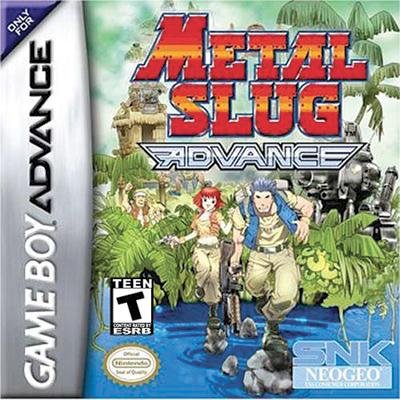 ONLY
FOR
GAME BOY ADVANCE
METAL
SLUG
ADVANCE
TEEN
T
CONTENT RATED BY
ESRB
Official
Nintendo
Seal of Quality
SNK
NEOGEO